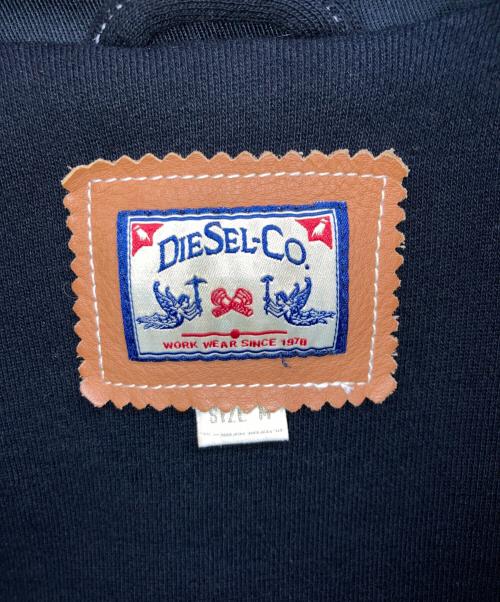 DIESEL-CO.
WORK WEAR SINCE 1978
SIZE M